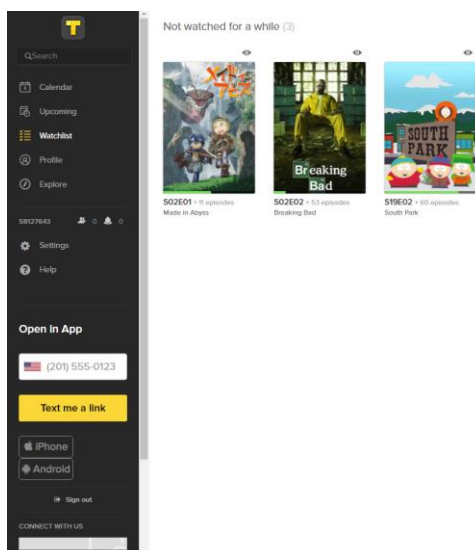 T
Search
Calendar
Upcoming
Watchlist
Profile
Explore
58127643 0 0
Settings
Help
Open in App
(201) 555-0123
Text me a link
iPhone
Android
Sign out
CONNECT WITH US
Not watched for a while (3)
メイドイン
アビス
Breaking
Bad
SOUTH
PARK
S02E01 + 11 episodes
Made in Abyss
S02E02 + 53 episodes
Breaking Bad
S19E02 + 60 episodes
South Park